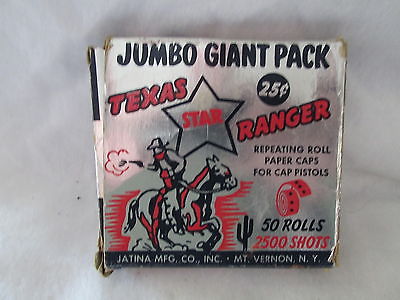 JUMBO GIANT PACK
25¢
TEXAS
STAR
RANGER
REPEATING ROLL
PAPER CAPS
FOR CAP PISTOLS
50 ROLLS
2500 SHOTS
JATINA MFG. CO., INC. • MT. VERNON, N. Y.